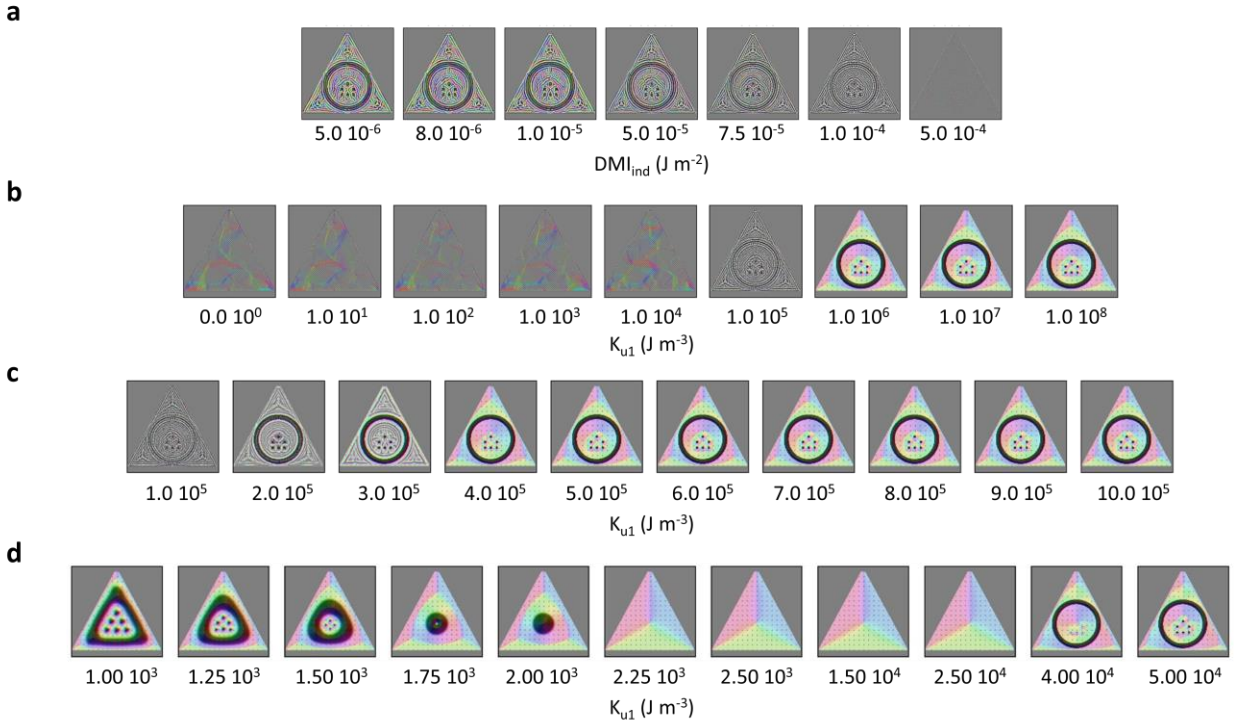 a
5.0 10⁻⁶ 8.0 10⁻⁶ 1.0 10⁻⁵ 5.0 10⁻⁵ 7.5 10⁻⁵ 1.0 10⁻⁴ 5.0 10⁻⁴
DMIᵢₙd (J m⁻²)
b
0.0 10⁰ 1.0 10¹ 1.0 10² 1.0 10³ 1.0 10⁴ 1.0 10⁵ 1.0 10⁶ 1.0 10⁷ 1.0 10⁸
Kᵤ₁ (J m⁻³)
c
1.0 10⁵ 2.0 10⁵ 3.0 10⁵ 4.0 10⁵ 5.0 10⁵ 6.0 10⁵ 7.0 10⁵ 8.0 10⁵ 9.0 10⁵ 10.0 10⁵
Kᵤ₁ (J m⁻³)
d
1.00 10³ 1.25 10³ 1.50 10³ 1.75 10³ 2.00 10³ 2.25 10³ 2.50 10³ 1.50 10⁴ 2.50 10⁴ 4.00 10⁴ 5.00 10⁴
Kᵤ₁ (J m⁻³)